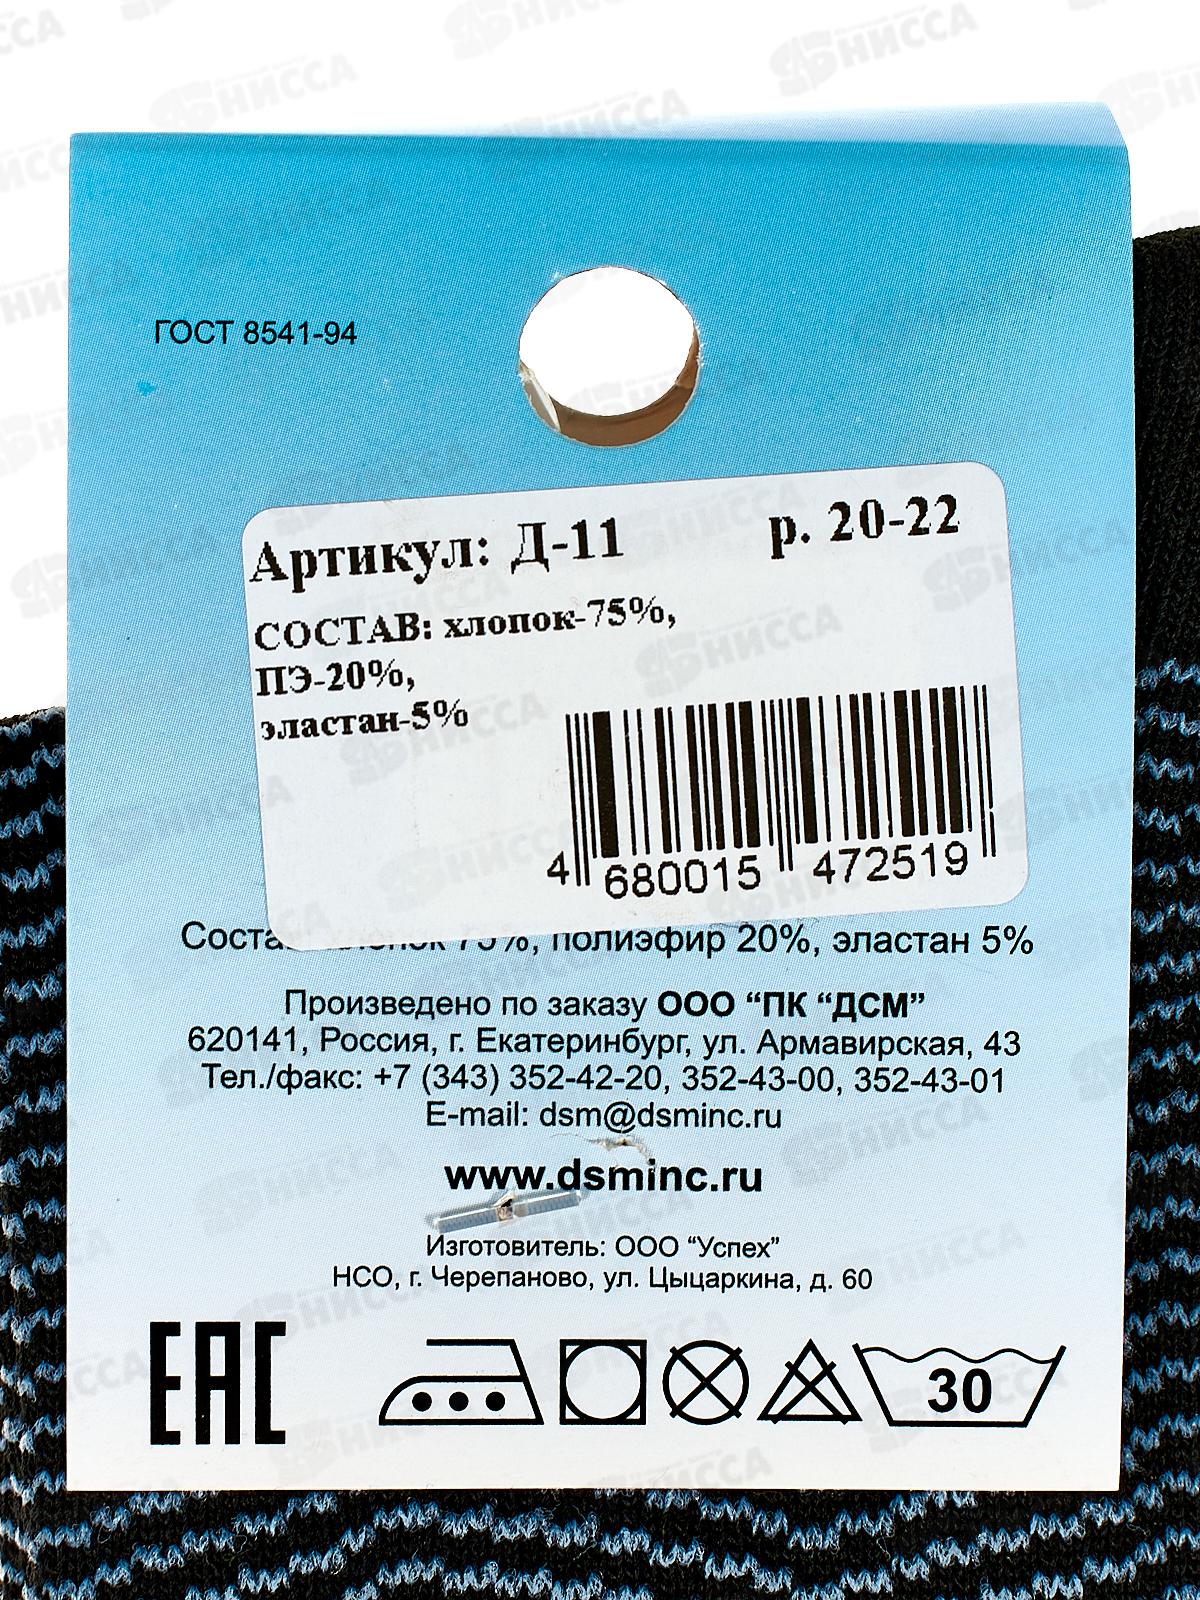 ГОСТ 8541-94
Артикул: Д-11 р. 20-22
СОСТАВ: хлопок-75%,
ПЭ-20%,
эластан-5%
4 680015 472519
полиэфир 20%, эластан 5%
Произведено по заказу ООО “ПК “ДСМ”
620141, Россия, г. Екатеринбург, ул. Армавирская, 43
Тел./факс: +7 (343) 352-42-20, 352-43-00, 352-43-01
E-mail: dsm@dsminc.ru
www.dsminc.ru
Изготовитель: ООО “Успех”
НСО, г. Черепаново, ул. Цыцаркина, д. 60
ЕАС
30
НИССА